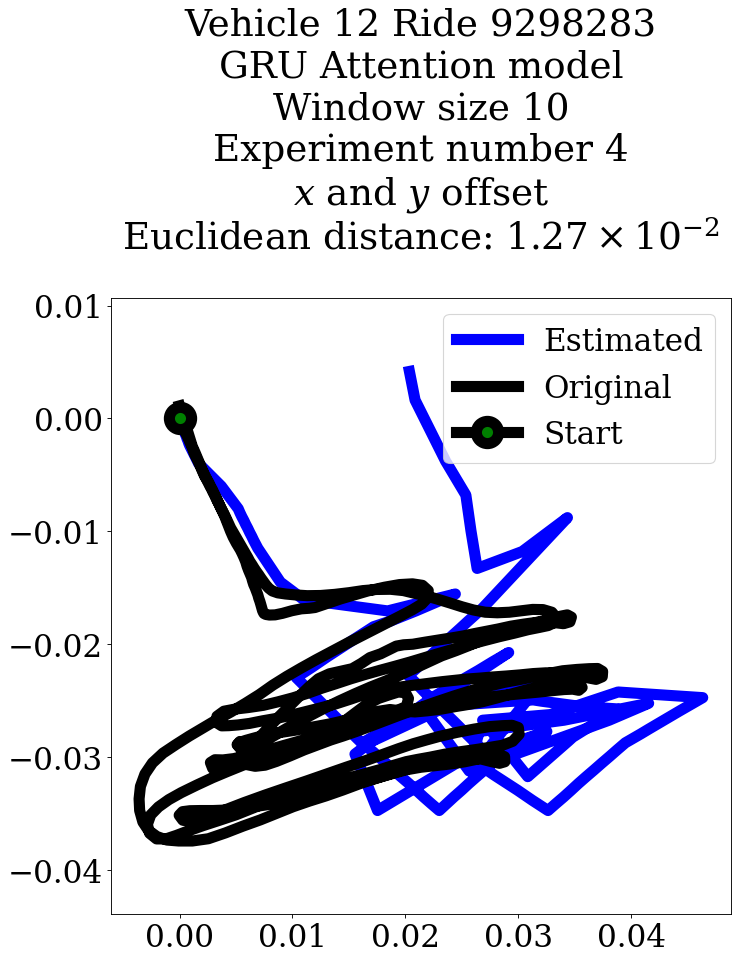 Vehicle 12 Ride 9298283
GRU Attention model
Window size 10
Experiment number 4
x and y offset
Euclidean distance: 1.27 × 10⁻²
Estimated
Original
Start
0.01
0.00
−0.01
−0.02
−0.03
−0.04
0.00 0.01 0.02 0.03 0.04